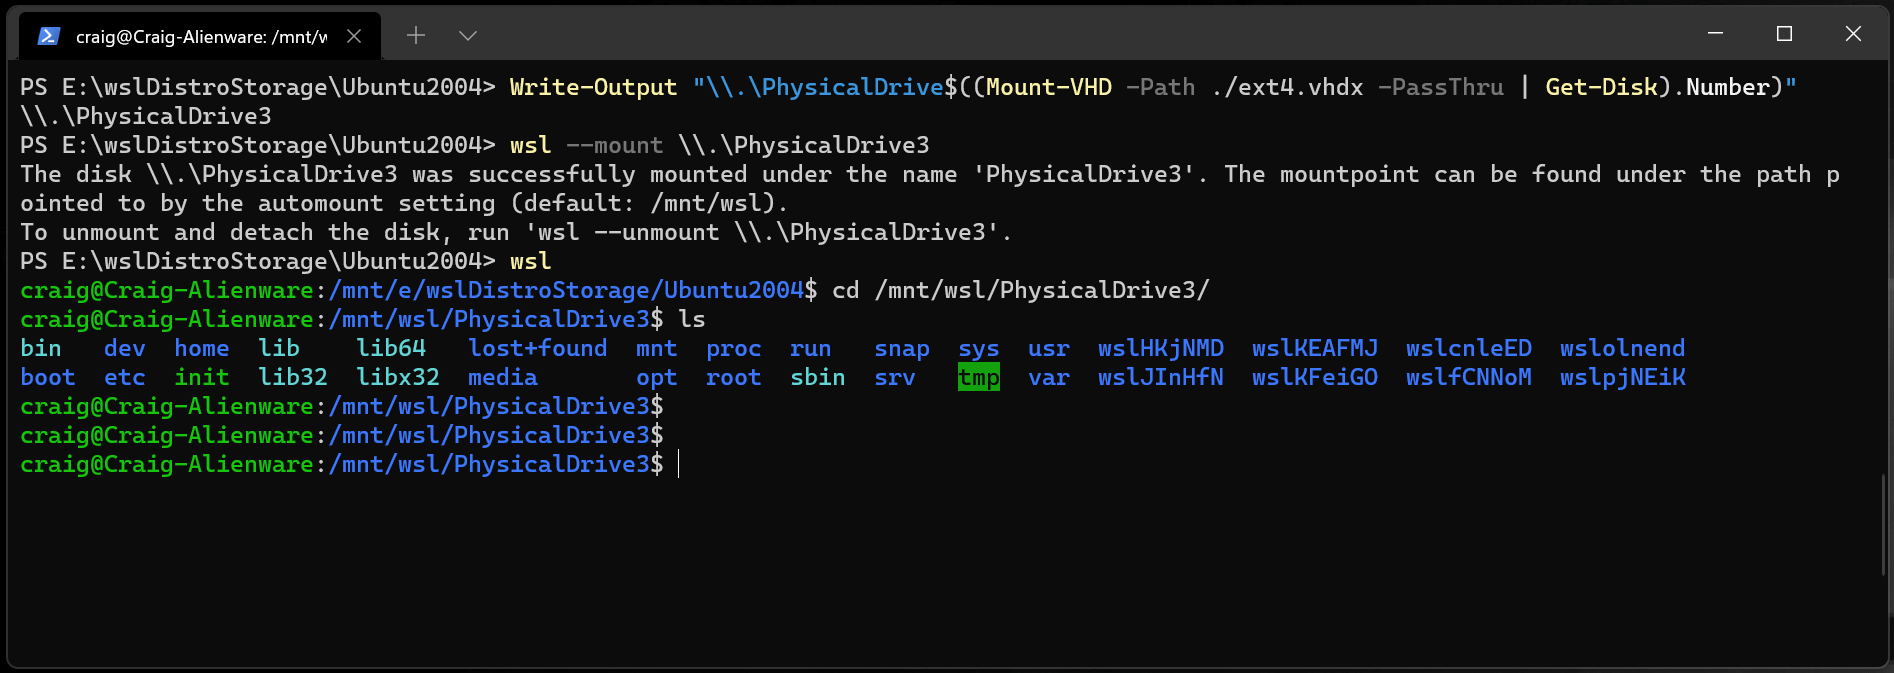 craig@Craig-Alienware: /mnt/w
PS E:\wslDistroStorage\Ubuntu2004> Write-Output "\\.\PhysicalDrive$((Mount-VHD -Path ./ext4.vhdx -PassThru | Get-Disk).Number)"
\\.\PhysicalDrive3
PS E:\wslDistroStorage\Ubuntu2004> wsl --mount \\.\PhysicalDrive3
The disk \\.\PhysicalDrive3 was successfully mounted under the name 'PhysicalDrive3'. The mountpoint can be found under the path p
ointed to by the automount setting (default: /mnt/wsl).
To unmount and detach the disk, run 'wsl --unmount \\.\PhysicalDrive3'.
PS E:\wslDistroStorage\Ubuntu2004> wsl
craig@Craig-Alienware:/mnt/e/wslDistroStorage/Ubuntu2004$ cd /mnt/wsl/PhysicalDrive3/
craig@Craig-Alienware:/mnt/wsl/PhysicalDrive3$ ls
bin dev home lib lib64 lost+found mnt proc run snap sys usr wslHKjNMD wslKEAFMJ wslcnleED wslolnend
boot etc init lib32 libx32 media opt root sbin srv tmp var wslJInHfN wslKFeiGO wslfCNNoM wslpjNEiK
craig@Craig-Alienware:/mnt/wsl/PhysicalDrive3$
craig@Craig-Alienware:/mnt/wsl/PhysicalDrive3$
craig@Craig-Alienware:/mnt/wsl/PhysicalDrive3$